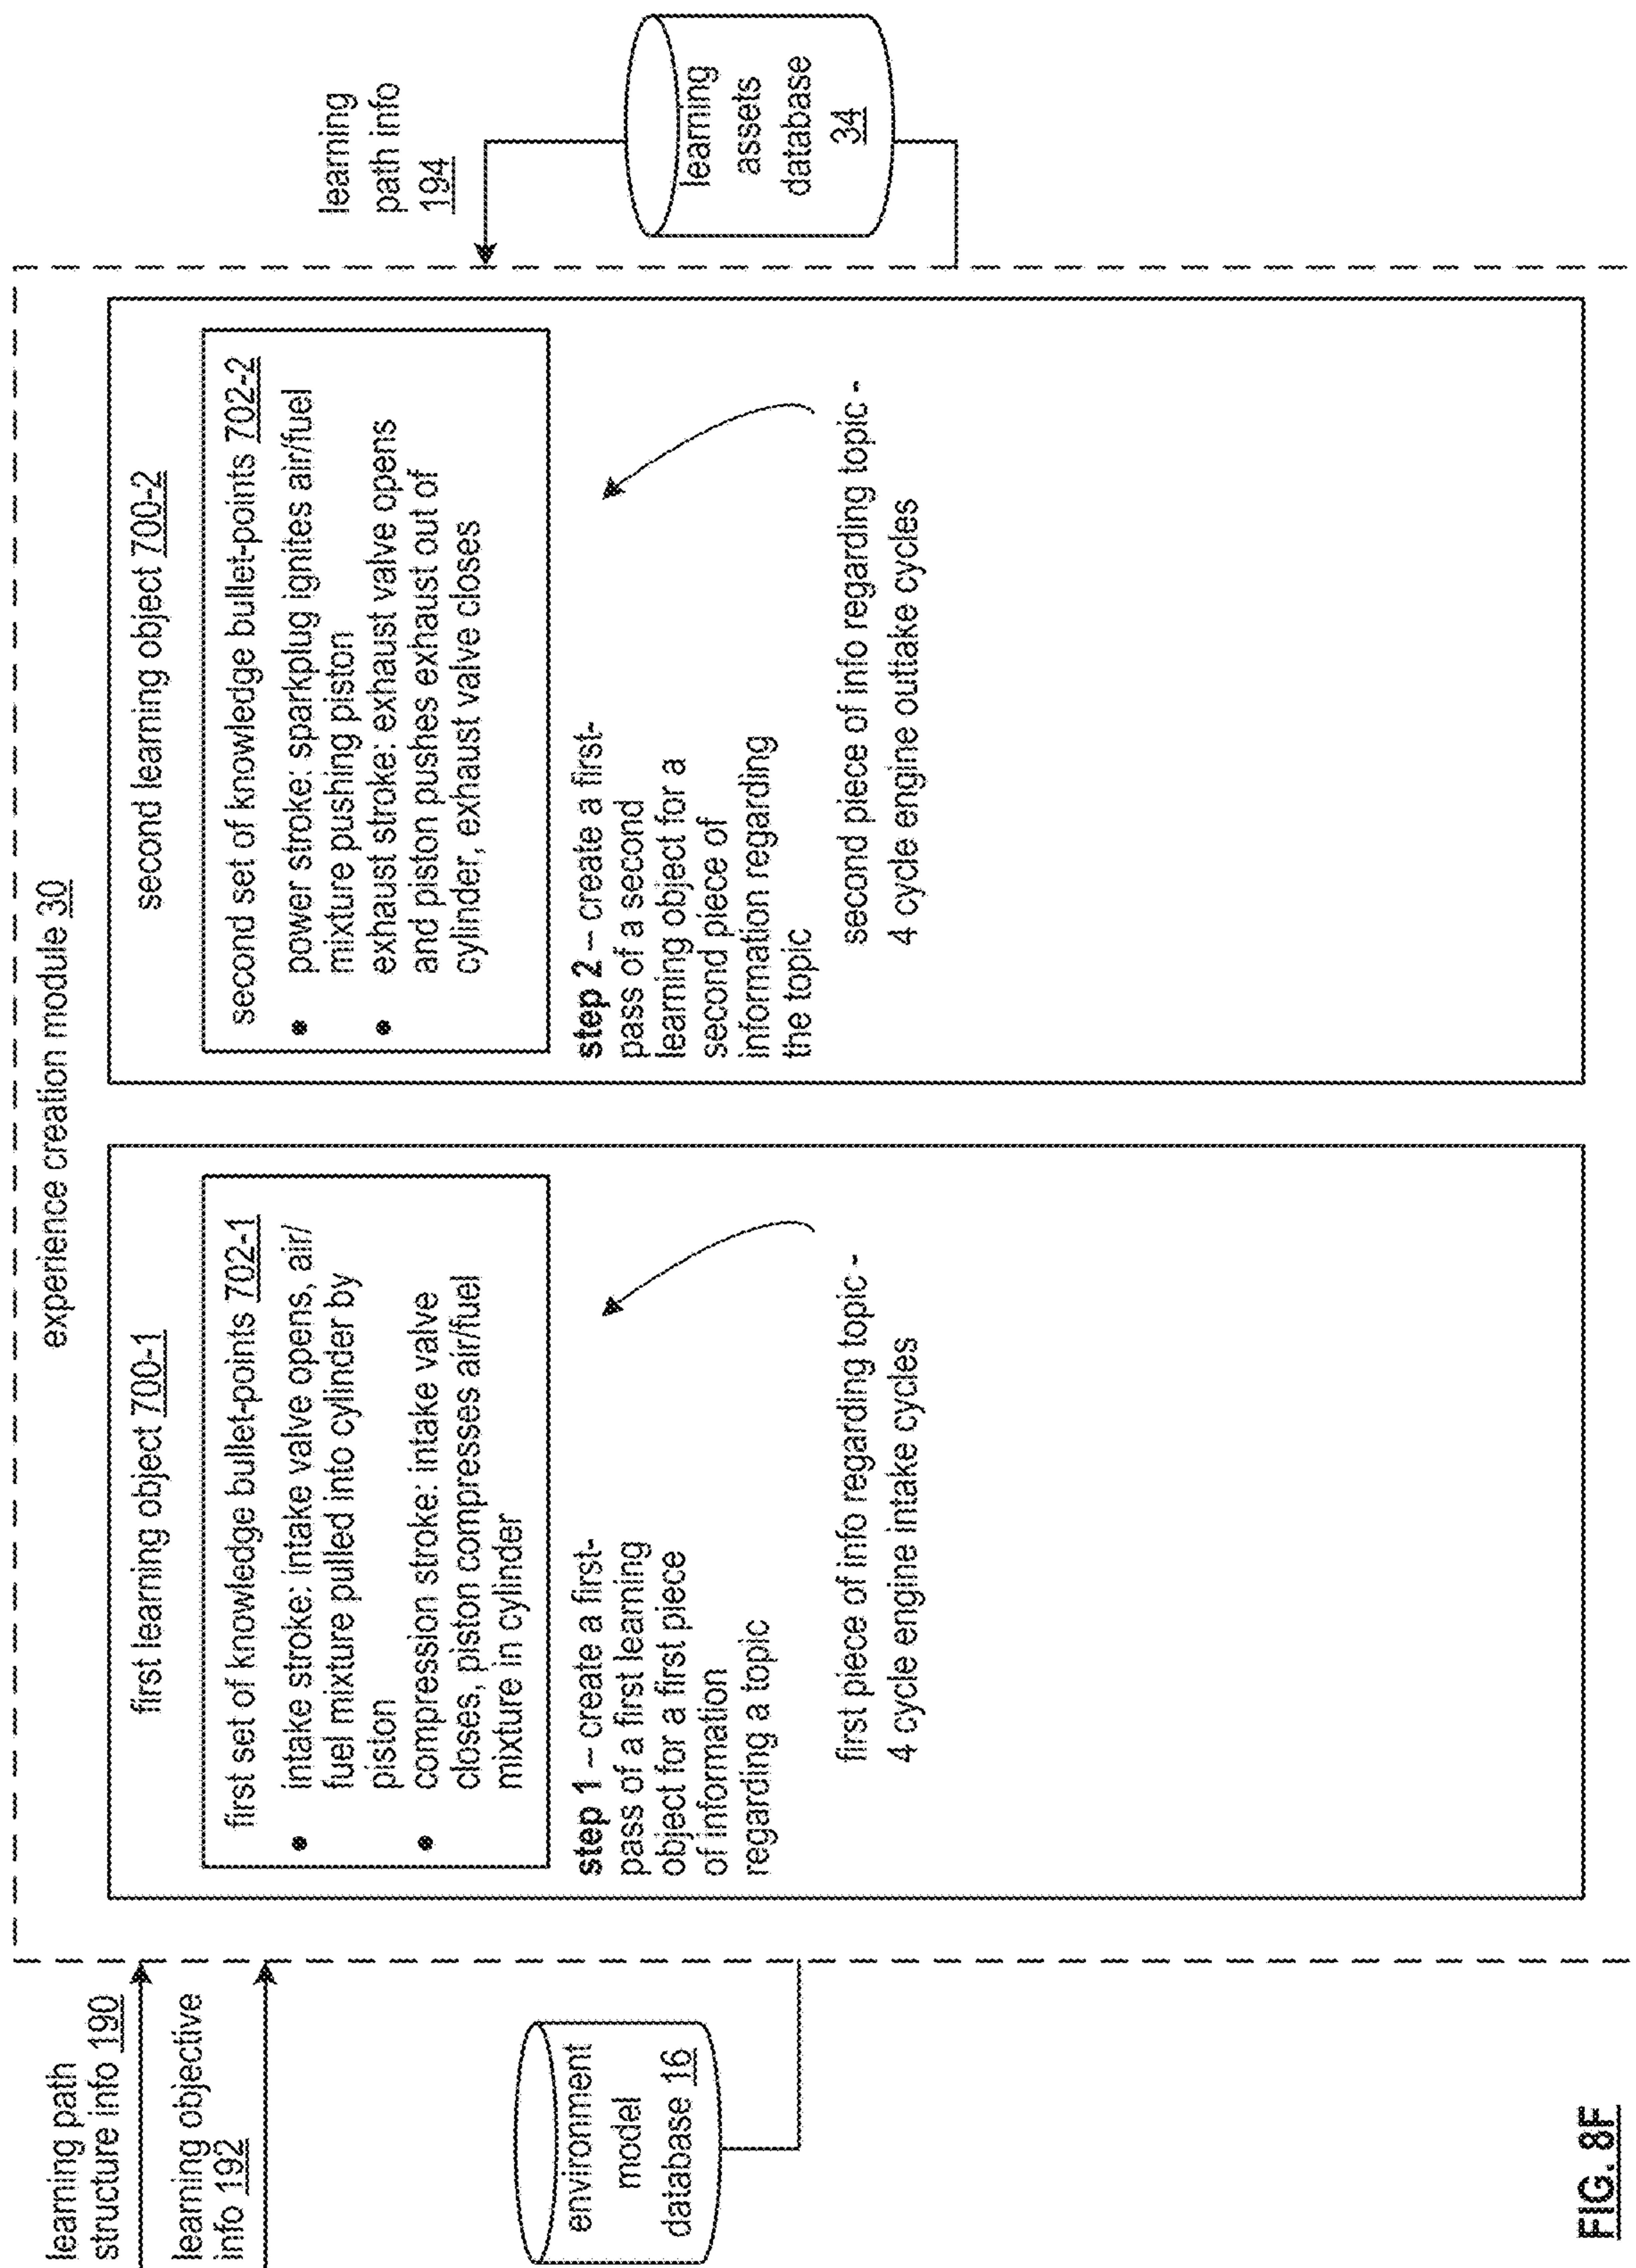 experience creation module 30
learning path
structure info 190
learning objective
info 192
environment
model
database 16
first learning object 700-1
first set of knowledge bullet-points 702-1
• intake stroke: intake valve opens, air/
fuel mixture pulled into cylinder by
piston
• compression stroke: intake valve
closes, piston compresses air/fuel
mixture in cylinder
step 1 – create a first-
pass of a first learning
object for a first piece
of information
regarding a topic
first piece of info regarding topic -
4 cycle engine intake cycles
second learning object 700-2
second set of knowledge bullet-points 702-2
• power stroke: sparkplug ignites air/fuel
mixture pushing piston
• exhaust stroke: exhaust valve opens
and piston pushes exhaust out of
cylinder, exhaust valve closes
step 2 – create a first-
pass of a second
learning object for a
second piece of
information regarding
the topic
second piece of info regarding topic -
4 cycle engine outtake cycles
learning
path info
194
learning
assets
database
34
FIG. 8F